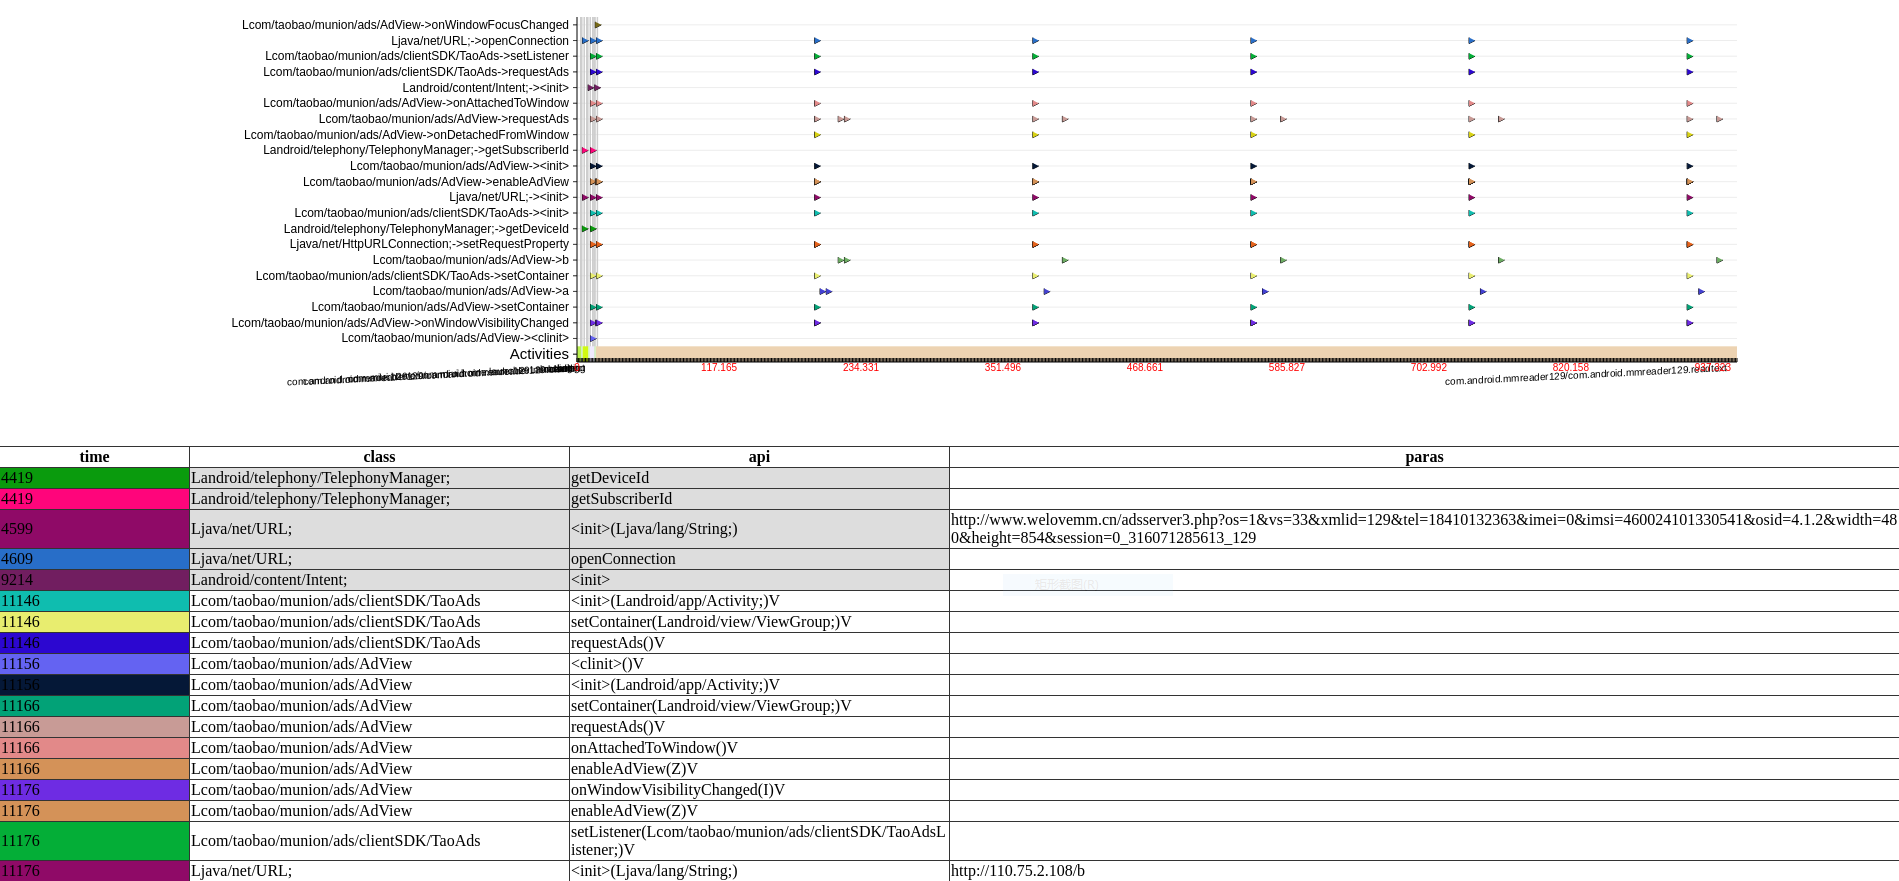 Lcom/taobao/munion/ads/AdView->onWindowFocusChanged
Ljava/net/URL;->openConnection
Lcom/taobao/munion/ads/clientSDK/TaoAds->setListener
Lcom/taobao/munion/ads/clientSDK/TaoAds->requestAds
Landroid/content/Intent;-><init>
Lcom/taobao/munion/ads/AdView->onAttachedToWindow
Lcom/taobao/munion/ads/AdView->requestAds
Lcom/taobao/munion/ads/AdView->onDetachedFromWindow
Landroid/telephony/TelephonyManager;->getSubscriberId
Lcom/taobao/munion/ads/AdView-><init>
Lcom/taobao/munion/ads/AdView->enableAdView
Ljava/net/URL;-><init>
Lcom/taobao/munion/ads/clientSDK/TaoAds-><init>
Landroid/telephony/TelephonyManager;->getDeviceId
Ljava/net/HttpURLConnection;->setRequestProperty
Lcom/taobao/munion/ads/AdView->b
Lcom/taobao/munion/ads/clientSDK/TaoAds->setContainer
Lcom/taobao/munion/ads/AdView->a
Lcom/taobao/munion/ads/AdView->setContainer
Lcom/taobao/munion/ads/AdView->onWindowVisibilityChanged
Lcom/taobao/munion/ads/AdView-><clinit>
Activities
117.165 234.331 351.496 468.661 585.827 702.992 820.158
com.android.mmreader129/com.android.mmreader129.readtext
time class api paras
4419 Landroid/telephony/TelephonyManager; getDeviceId
4419 Landroid/telephony/TelephonyManager; getSubscriberId
4599 Ljava/net/URL; <init>(Ljava/lang/String;) http://www.welovemm.cn/adsserver3.php?os=1&vs=33&xmlid=129&tel=18410132363&imei=0&imsi=460024101330541&osid=4.1.2&width=48
0&height=854&session=0_316071285613_129
4609 Ljava/net/URL; openConnection
9214 Landroid/content/Intent; <init>
矩形截图(R)
11146 Lcom/taobao/munion/ads/clientSDK/TaoAds <init>(Landroid/app/Activity;)V
11146 Lcom/taobao/munion/ads/clientSDK/TaoAds setContainer(Landroid/view/ViewGroup;)V
11146 Lcom/taobao/munion/ads/clientSDK/TaoAds requestAds()V
11156 Lcom/taobao/munion/ads/AdView <clinit>()V
11156 Lcom/taobao/munion/ads/AdView <init>(Landroid/app/Activity;)V
11166 Lcom/taobao/munion/ads/AdView setContainer(Landroid/view/ViewGroup;)V
11166 Lcom/taobao/munion/ads/AdView requestAds()V
11166 Lcom/taobao/munion/ads/AdView onAttachedToWindow()V
11166 Lcom/taobao/munion/ads/AdView enableAdView(Z)V
11176 Lcom/taobao/munion/ads/AdView onWindowVisibilityChanged(I)V
11176 Lcom/taobao/munion/ads/AdView enableAdView(Z)V
11176 Lcom/taobao/munion/ads/clientSDK/TaoAds setListener(Lcom/taobao/munion/ads/clientSDK/TaoAdsL
istener;)V
11176 Ljava/net/URL; <init>(Ljava/lang/String;) http://110.75.2.108/b